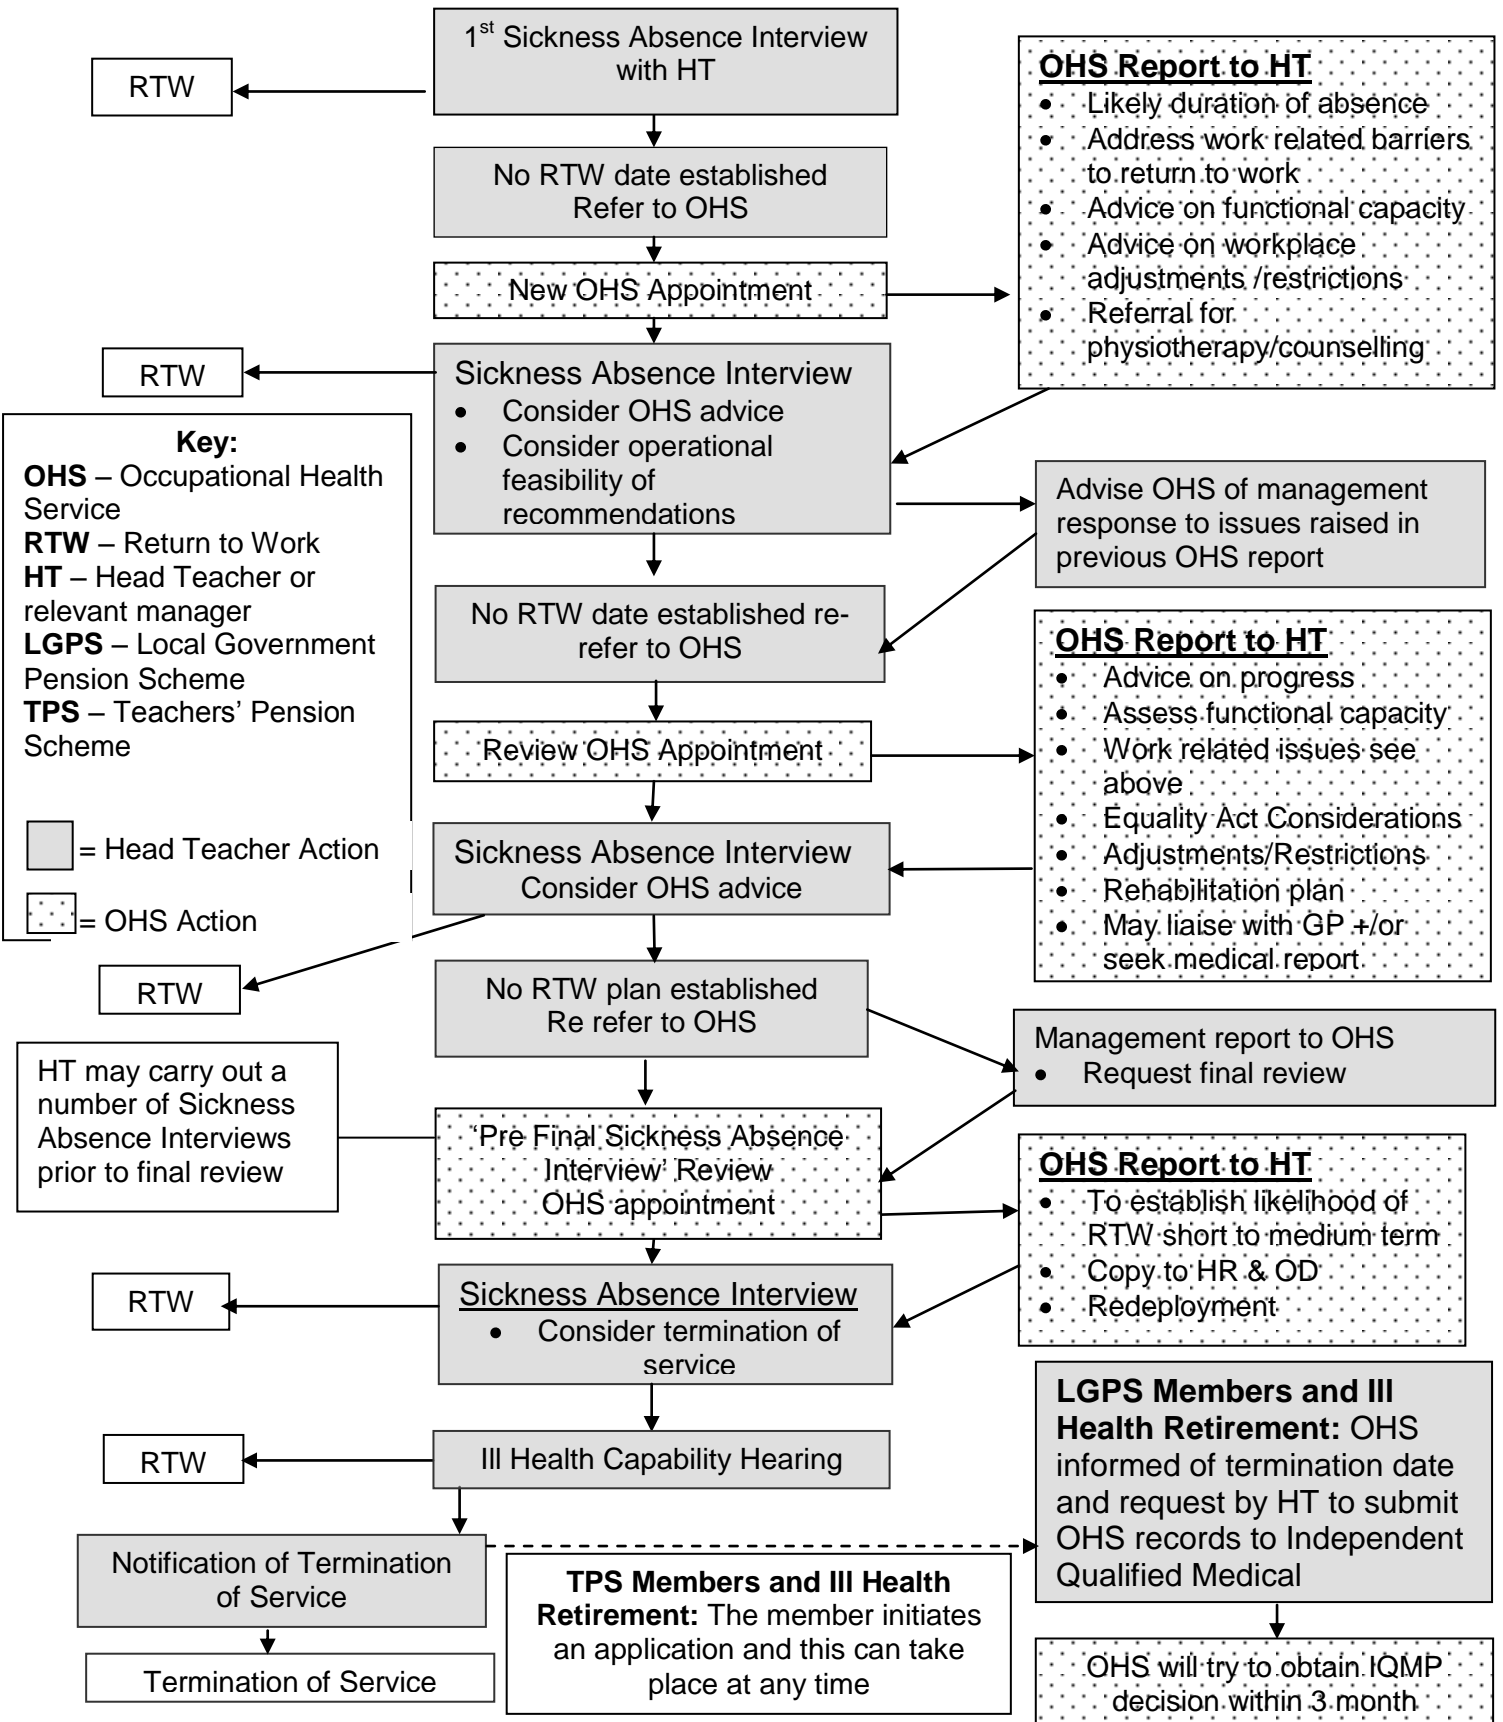 1st Sickness Absence Interview
with HT
RTW
No RTW date established
Refer to OHS
New OHS Appointment
OHS Report to HT
• Likely duration of absence
• Address work related barriers
to return to work
• Advice on functional capacity
• Advice on workplace
adjustments /restrictions
• Referral for
physiotherapy/counselling
RTW
Sickness Absence Interview
• Consider OHS advice
• Consider operational
feasibility of
recommendations
Key:
OHS – Occupational Health
Service
RTW – Return to Work
HT – Head Teacher or
relevant manager
LGPS – Local Government
Pension Scheme
TPS – Teachers' Pension
Scheme
= Head Teacher Action
= OHS Action
Advise OHS of management
response to issues raised in
previous OHS report
No RTW date established re-
refer to OHS
Review OHS Appointment
OHS Report to HT
• Advice on progress
• Assess functional capacity
• Work related issues see
above
• Equality Act Considerations
• Adjustments/Restrictions
• Rehabilitation plan
• May liaise with GP +/or
seek medical report
Sickness Absence Interview
Consider OHS advice
RTW
No RTW plan established
Re refer to OHS
Management report to OHS
• Request final review
HT may carry out a
number of Sickness
Absence Interviews
prior to final review
'Pre Final Sickness Absence
Interview' Review
OHS appointment
OHS Report to HT
• To establish likelihood of
RTW short to medium term
• Copy to HR & OD
• Redeployment
RTW
Sickness Absence Interview
• Consider termination of
service
RTW
Ill Health Capability Hearing
LGPS Members and Ill
Health Retirement: OHS
informed of termination date
and request by HT to submit
OHS records to Independent
Qualified Medical
Notification of Termination
of Service
Termination of Service
TPS Members and Ill Health
Retirement: The member initiates
an application and this can take
place at any time
OHS will try to obtain IQMP
decision within 3 month